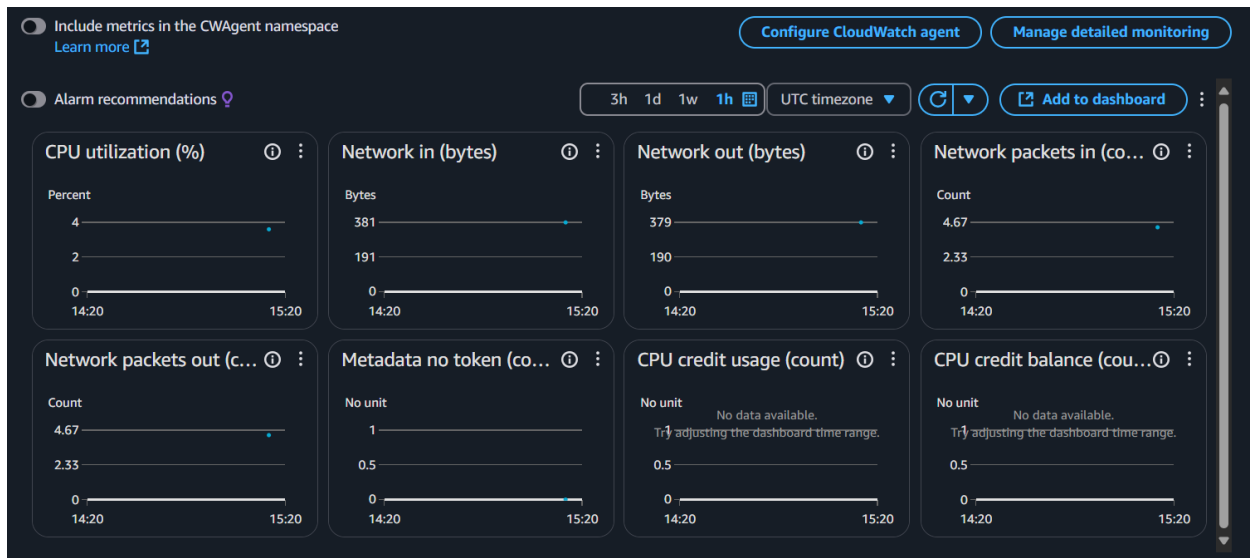 Include metrics in the CWAgent namespace
Learn more
Configure CloudWatch agent
Manage detailed monitoring
Alarm recommendations
3h 1d 1w 1h
UTC timezone
Add to dashboard
CPU utilization (%)
Percent
4
2
0
14:20 15:20
Network in (bytes)
Bytes
381
191
0
14:20 15:20
Network out (bytes)
Bytes
379
190
0
14:20 15:20
Network packets in (co...
Count
4.67
2.33
0
14:20 15:20
Network packets out (c...
Count
4.67
2.33
0
14:20 15:20
Metadata no token (co...
No unit
1
0.5
0
14:20 15:20
CPU credit usage (count)
No unit
No data available.
1
Try adjusting the dashboard time range.
0.5
0
14:20 15:20
CPU credit balance (cou...
No unit
No data available.
1
Try adjusting the dashboard time range.
0.5
0
14:20 15:20